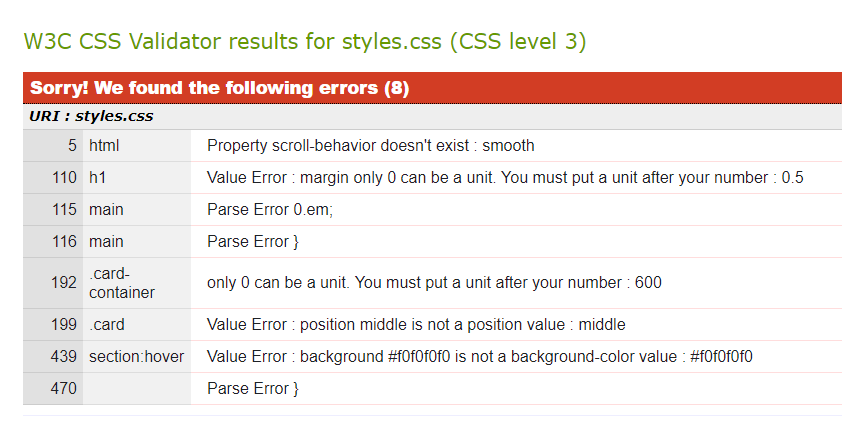 W3C CSS Validator results for styles.css (CSS level 3)
Sorry! We found the following errors (8)
URI : styles.css
5 html Property scroll-behavior doesn't exist : smooth
110 h1 Value Error : margin only 0 can be a unit. You must put a unit after your number : 0.5
115 main Parse Error 0.em;
116 main Parse Error }
192 .card-
container only 0 can be a unit. You must put a unit after your number : 600
199 .card Value Error : position middle is not a position value : middle
439 section:hover Value Error : background #f0f0f0f0 is not a background-color value : #f0f0f0f0
470 Parse Error }